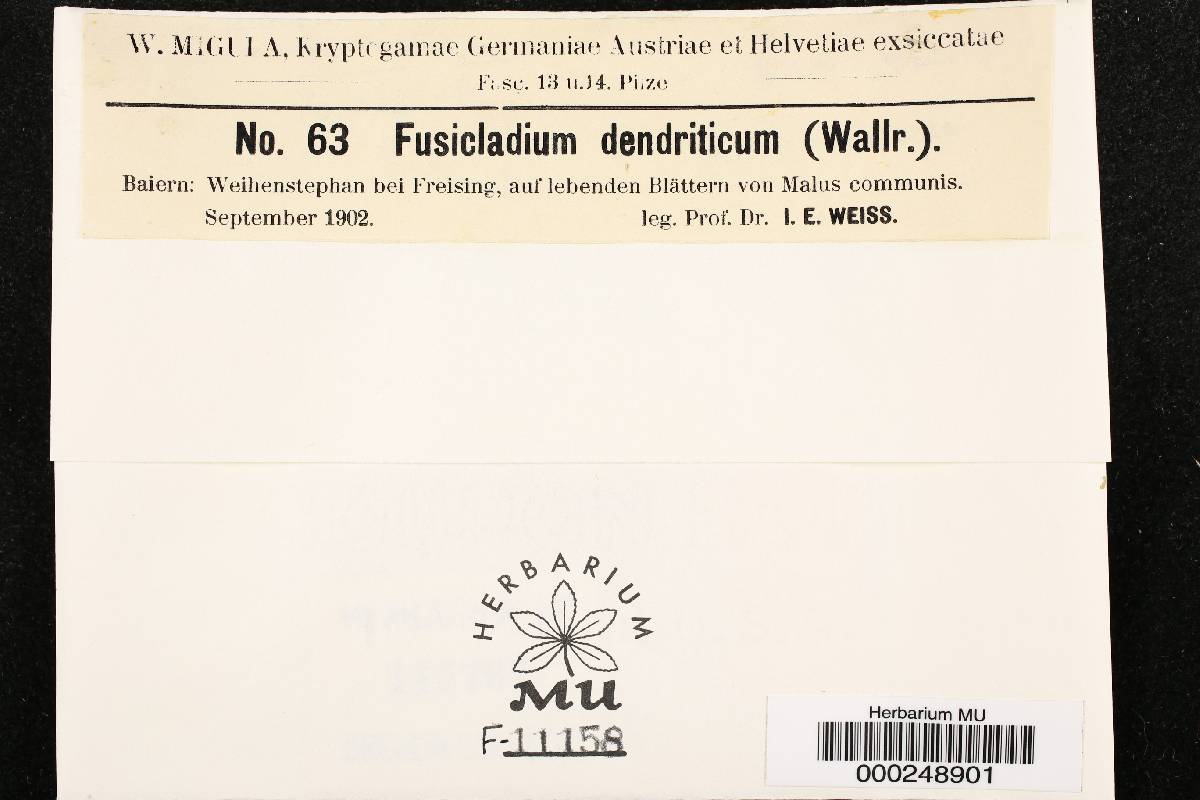 W. MIGULA, Kryptogamae Germaniae Austriae et Helvetiae exsiccatae
Fasc. 13 u. 14. Pilze
No. 63 Fusicladium dendriticum (Wallr.).
Baiern: Weihenstephan bei Freising, auf lebenden Blättern von Malus communis.
September 1902. leg. Prof. Dr. I. E. WEISS.
HERBARIUM
MU
F-11158
Herbarium MU
000248901